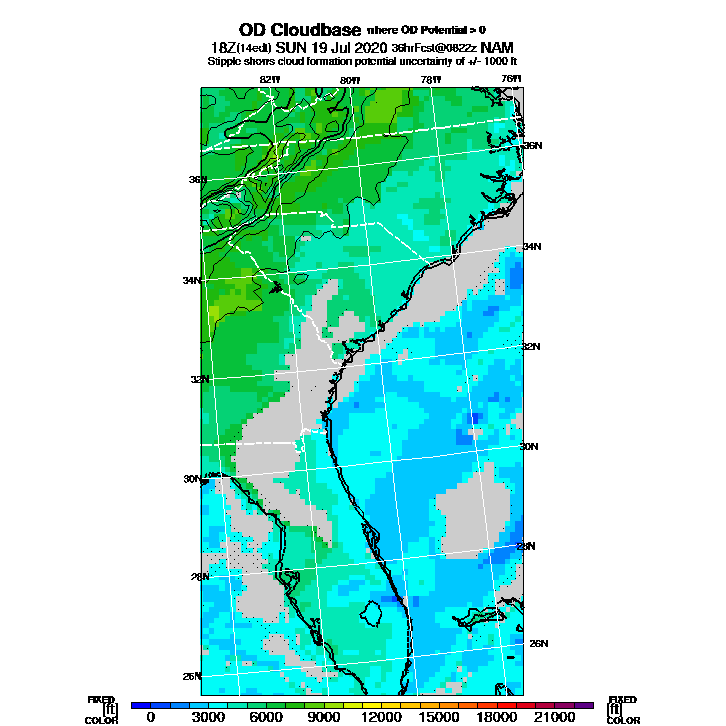 OD Cloudbase where OD Potential > 0
18Z(14edt) SUN 19 Jul 2020 36hrFcst@0822z NAM
Stipple shows cloud formation potential uncertainty of +/- 1000 ft
82W 80W 78W 76W
36N
36N
34N
34N
32N
32N
30N
30N
28N
28N
26N
26N
FIXED FIXED
[ft] [ft]
COLOR COLOR
0 3000 6000 9000 12000 15000 18000 21000